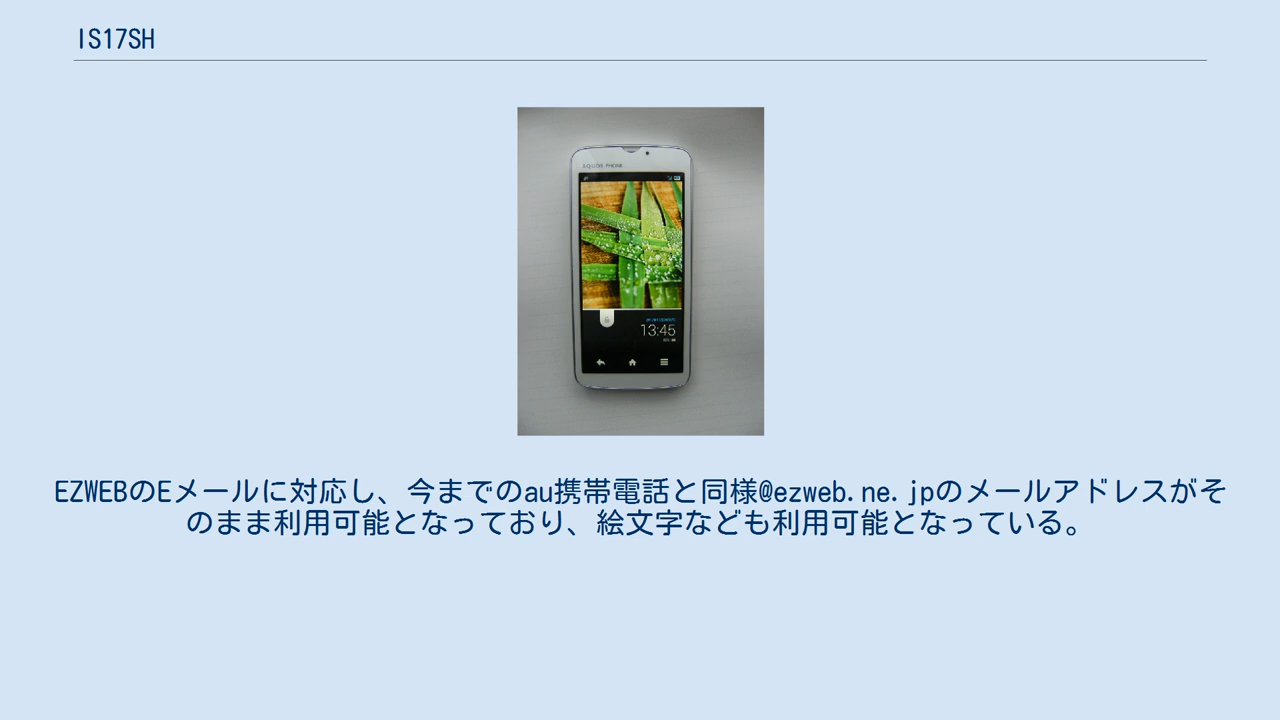 IS17SH
AQUOS PHONE
13:45
EZWEBのEメールに対応し、今までのau携帯電話と同様@ezweb.ne.jpのメールアドレスがそ
のまま利用可能となっており、絵文字なども利用可能となっている。